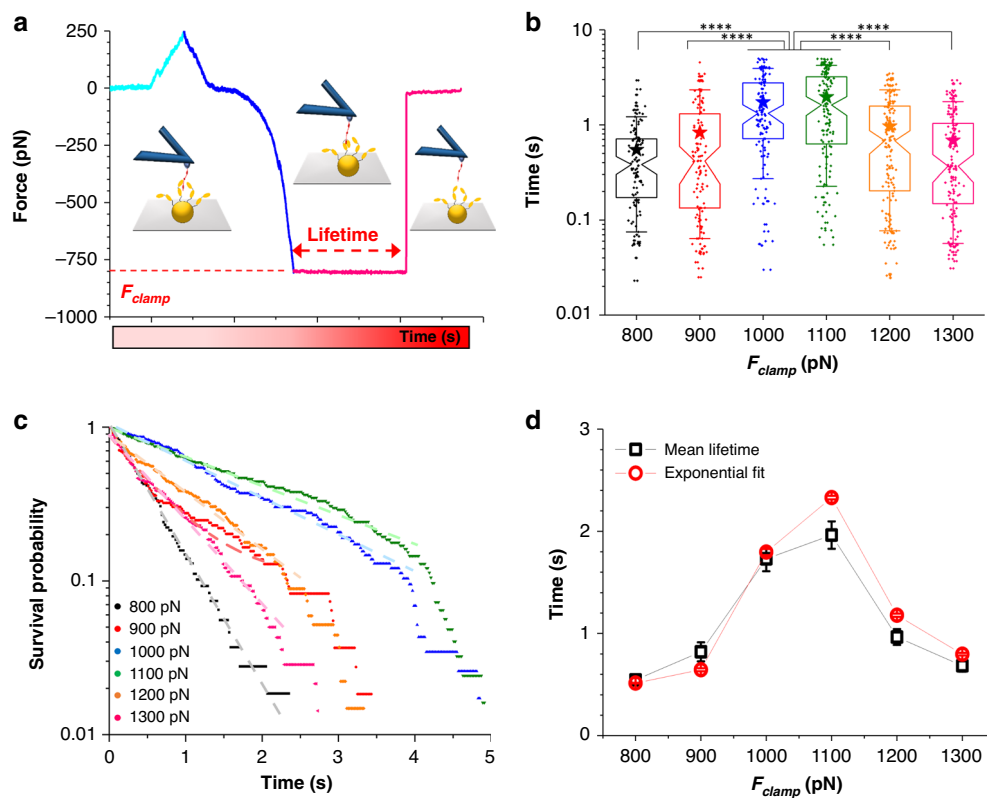 a
250
0
−250
−500
−750
−1000
Force (pN)
Lifetime
F_clamp
Time (s)
b
**** ****
**** ****
10
1
0.1
0.01
Time (s)
800 900 1000 1100 1200 1300
F_clamp (pN)
c
1
0.1
0.01
Survival probability
800 pN
900 pN
1000 pN
1100 pN
1200 pN
1300 pN
0 1 2 3 4 5
Time (s)
d
3
2
1
0
Time (s)
Mean lifetime
Exponential fit
800 900 1000 1100 1200 1300
F_clamp (pN)